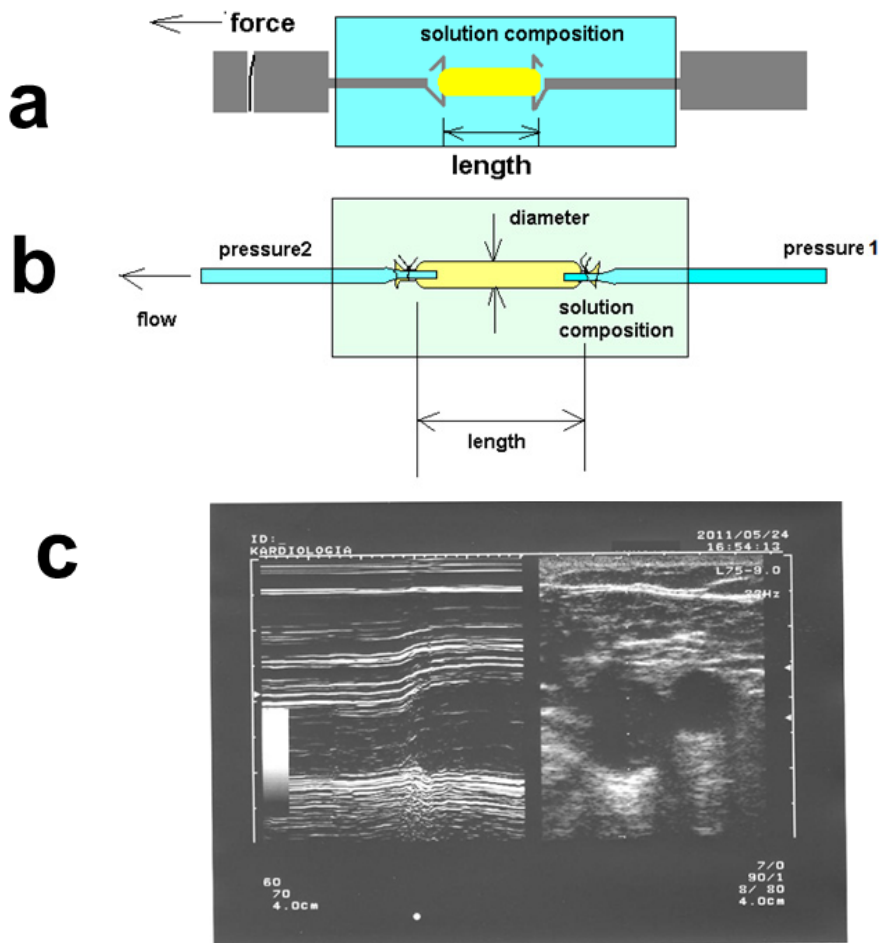 a
force
solution composition
length
b
pressure2
diameter
pressure 1
flow
solution
composition
length
c
ID:_
KARDIOLOGIA
2011/05/24
16:54:13
L75-9.0
33Hz
60
70
4.0cm
7/0
90/1
8/ 80
4.0cm